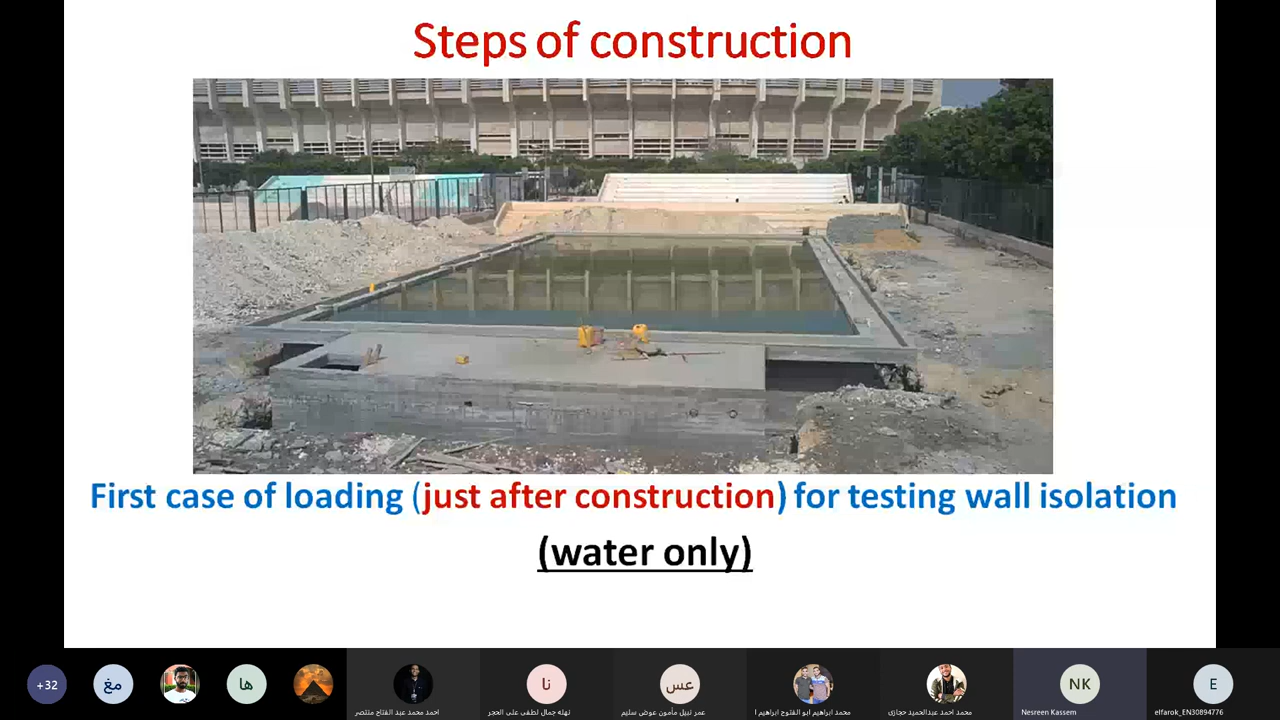 Steps of construction
First case of loading (just after construction) for testing wall isolation
(water only)
+32
مغ
ها
نا
عس
NK
E
احمد محمد عبد الفتاح منتصر
نهله جمال لطفى على الحجر
عمر نبيل مأمون عوض سليم
محمد ابراهيم ابو الفتوح ابراهيم ا
محمد احمد عبدالحميد حجازى
Nesreen Kassem
elfarok_EN30894776